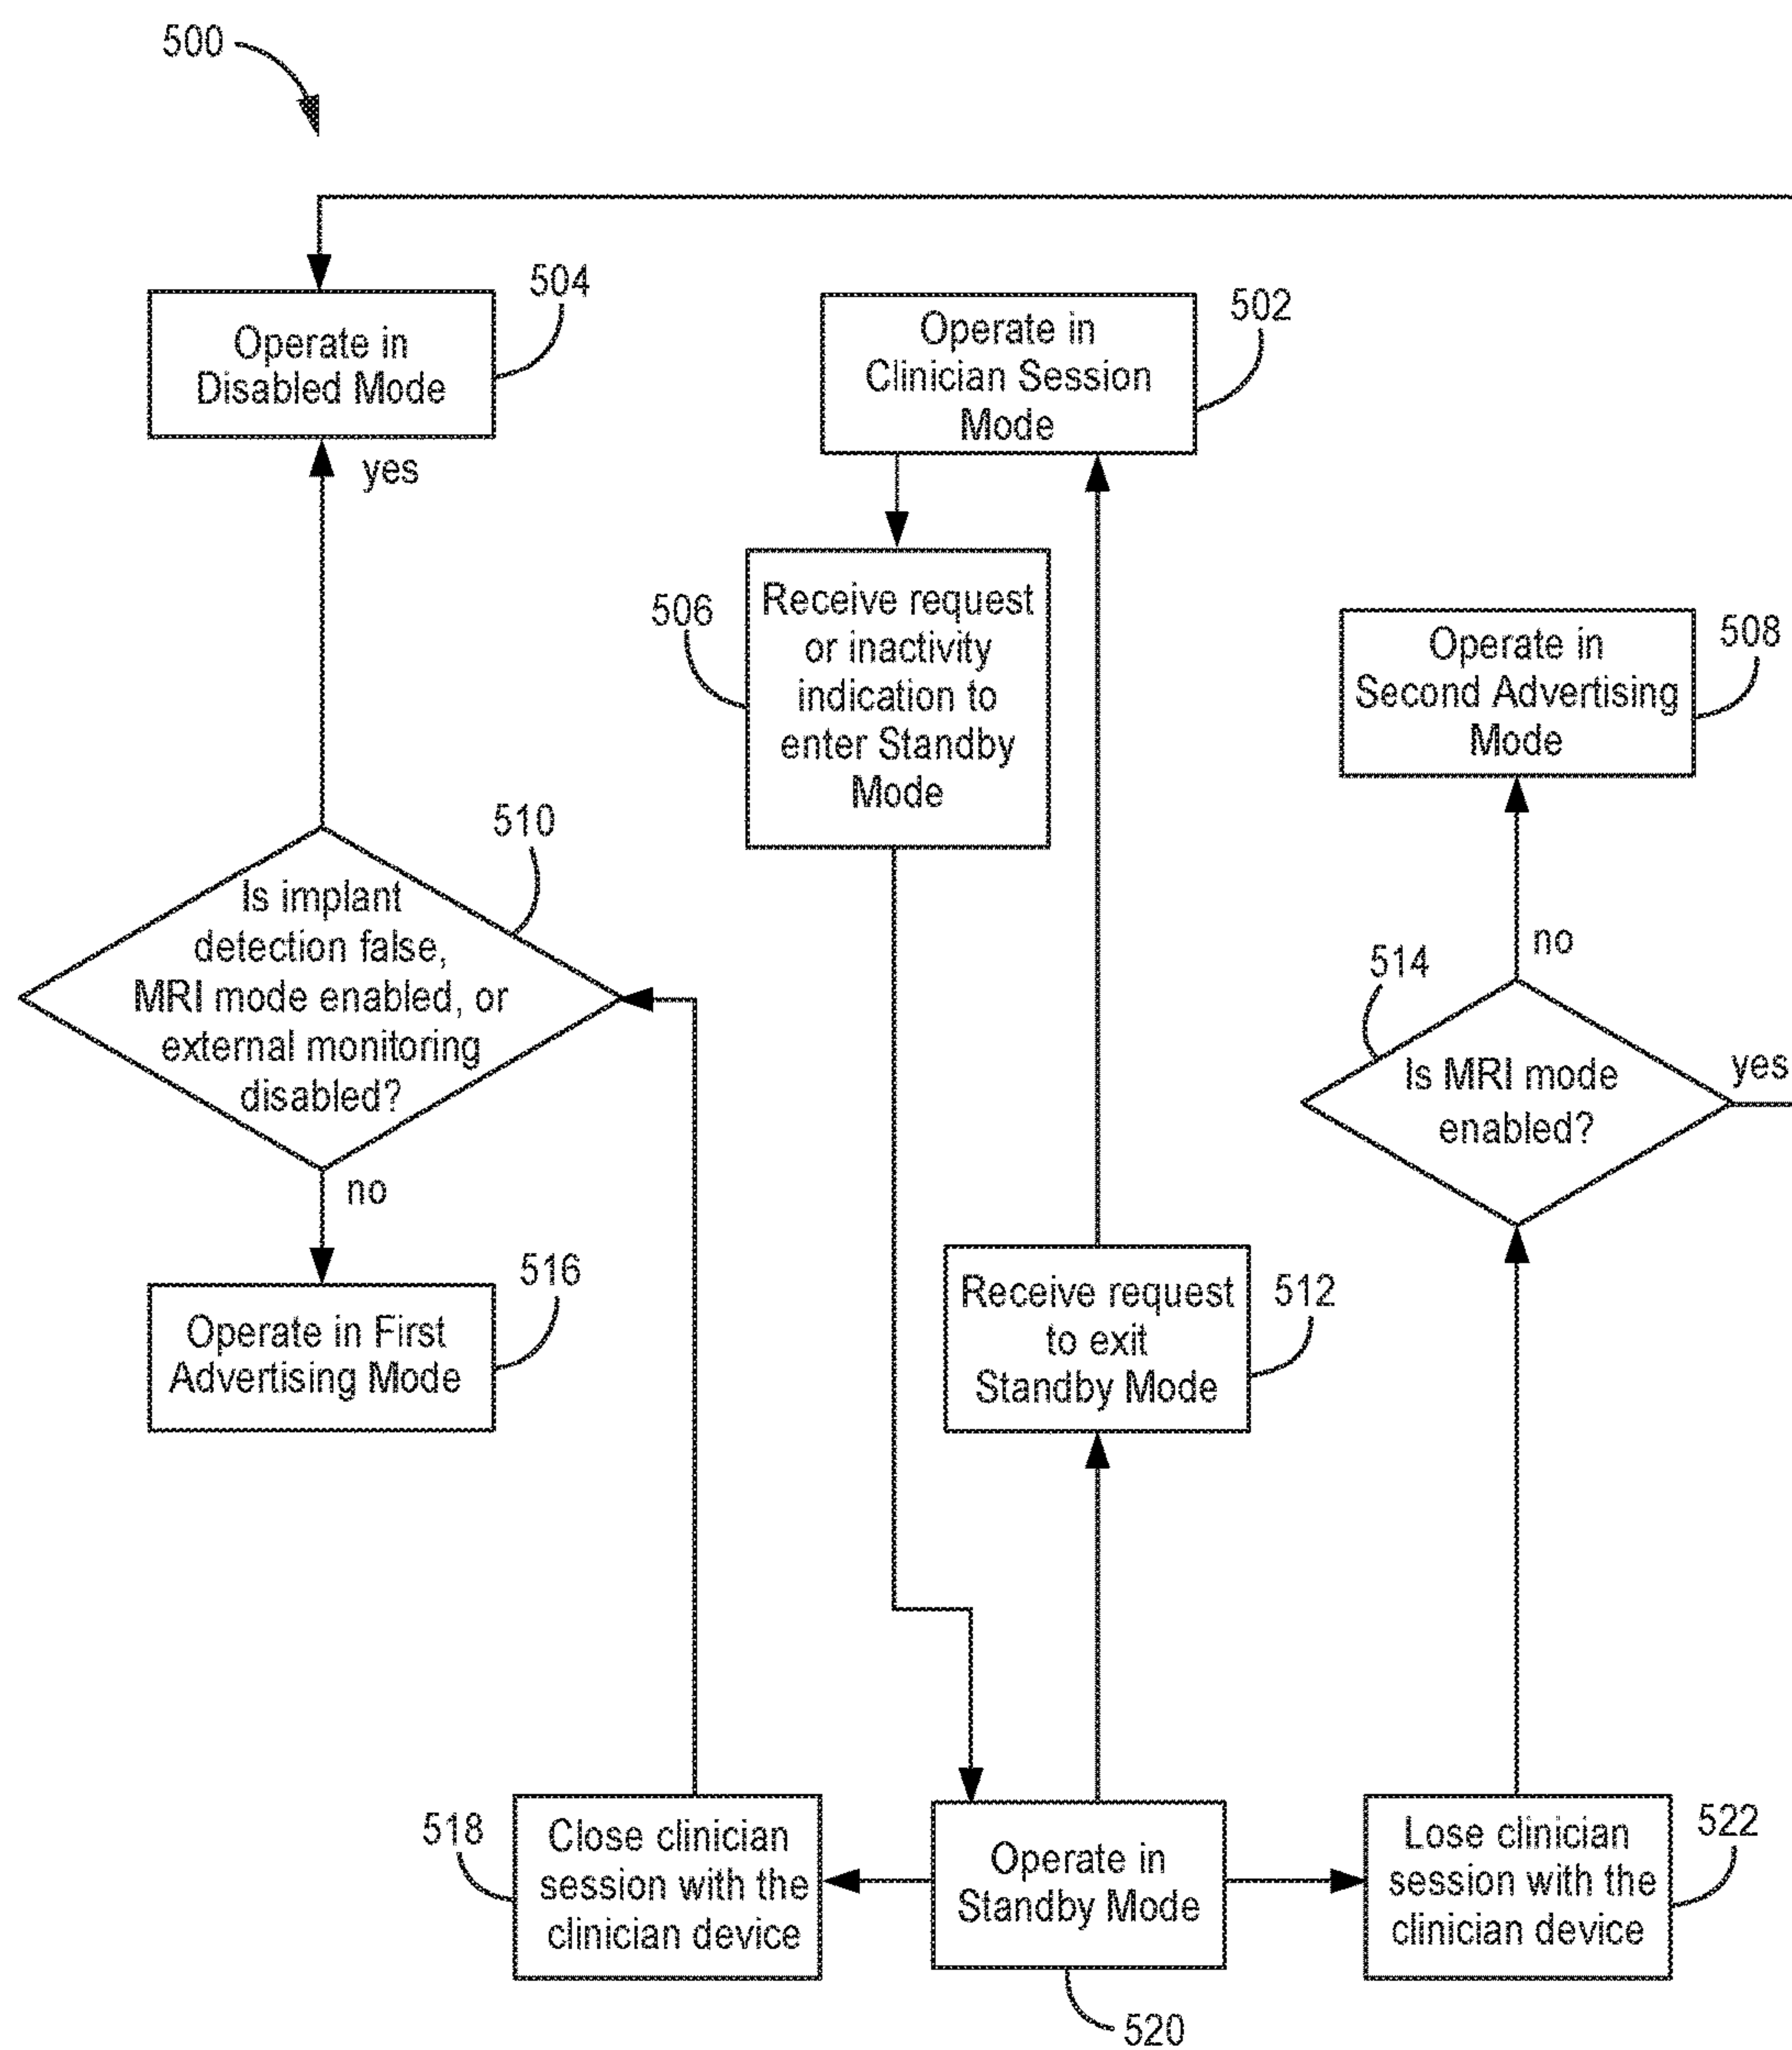 500
504
Operate in
Disabled Mode
yes
502
Operate in
Clinician Session
Mode
506
Receive request
or inactivity
indication to
enter Standby
Mode
508
Operate in
Second Advertising
Mode
510
Is implant
detection false,
MRI mode enabled, or
external monitoring
disabled?
no
514
no
Is MRI mode
enabled?
yes
516
Operate in First
Advertising Mode
512
Receive request
to exit
Standby Mode
518
Close clinician
session with the
clinician device
Operate in
Standby Mode
520
522
Lose clinician
session with the
clinician device